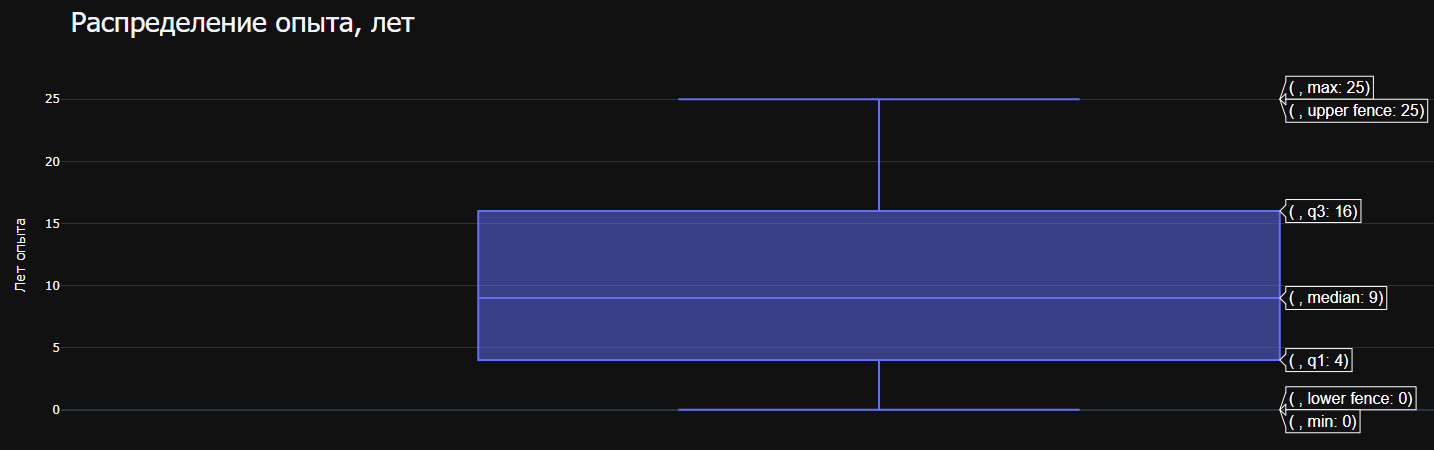 Распределение опыта, лет
Лет опыта
25
20
15
10
5
0
( , max: 25)
( , upper fence: 25)
( , q3: 16)
( , median: 9)
( , q1: 4)
( , lower fence: 0)
( , min: 0)